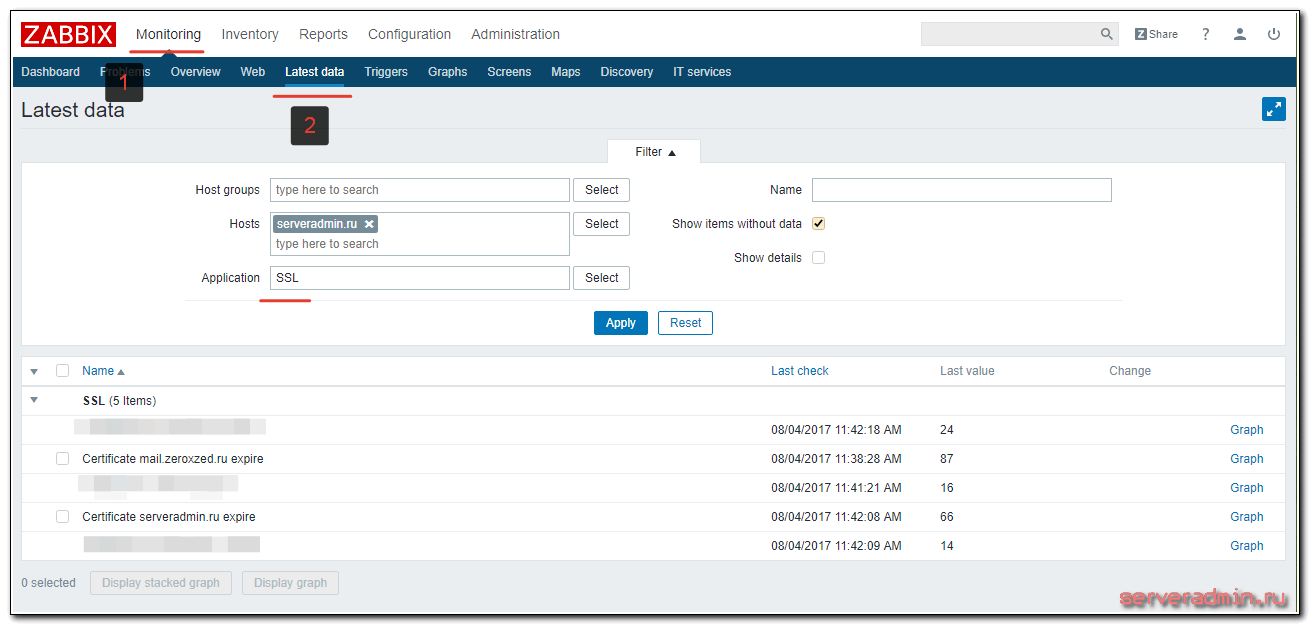 ZABBIX Monitoring Inventory Reports Configuration Administration Z Share ?
Dashboard Problems Overview Web Latest data Triggers Graphs Screens Maps Discovery IT services
1
Latest data
2
Filter ▲
Host groups type here to search Select Name
Hosts serveradmin.ru × Select Show items without data
type here to search
Show details
Application SSL Select
Apply Reset
Name ▲ Last check Last value Change
SSL (5 Items)
08/04/2017 11:42:18 AM 24 Graph
Certificate mail.zeroxzed.ru expire 08/04/2017 11:38:28 AM 87 Graph
08/04/2017 11:41:21 AM 16 Graph
Certificate serveradmin.ru expire 08/04/2017 11:42:08 AM 66 Graph
08/04/2017 11:42:09 AM 14 Graph
0 selected Display stacked graph Display graph
serveradmin.ru